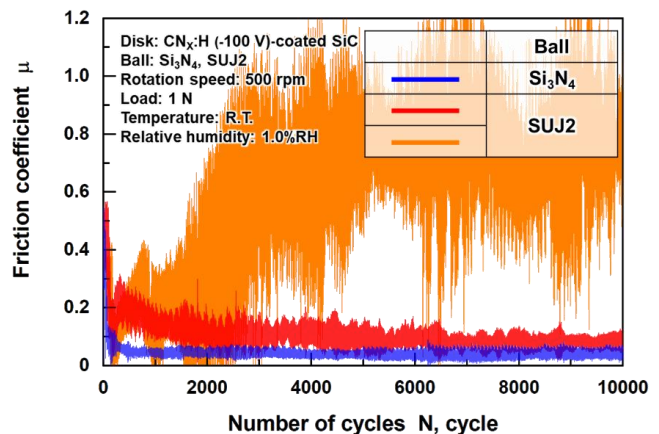 1.2
1.0
0.8
0.6
0.4
0.2
0
Friction coefficient μ
Disk: CNX:H (-100 V)-coated SiC
Ball: Si3N4, SUJ2
Rotation speed: 500 rpm
Load: 1 N
Temperature: R.T.
Relative humidity: 1.0%RH
Ball
Si3N4
SUJ2
0 2000 4000 6000 8000 10000
Number of cycles N, cycle